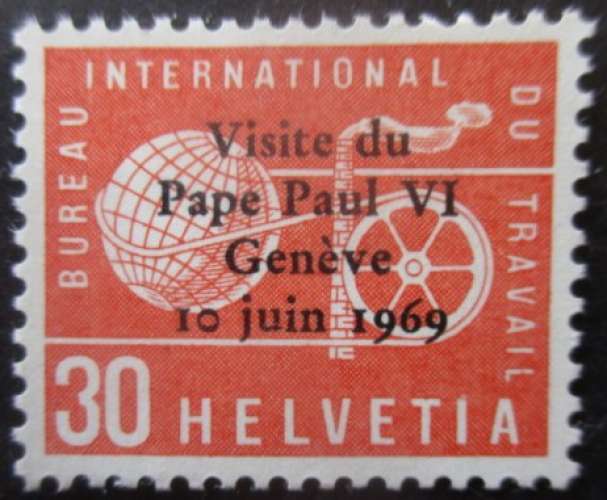 BUREAU INTERNATIONAL DU TRAVAIL
Visite du
Pape Paul VI
Genève
10 juin 1969
30 HELVETIA